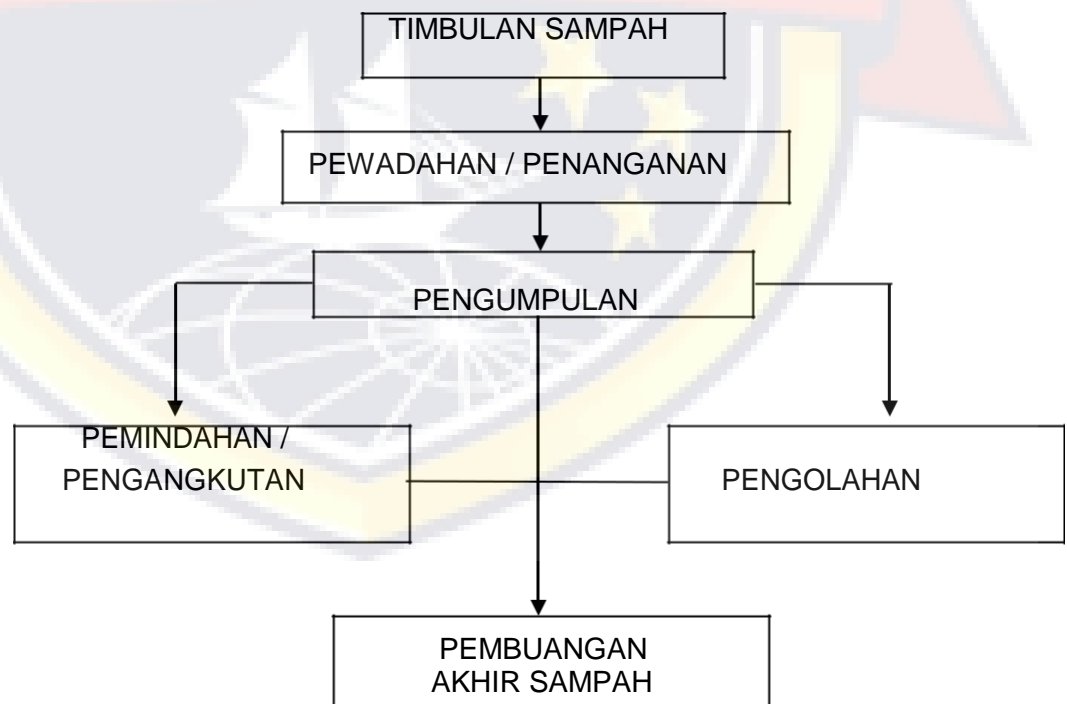 TIMBULAN SAMPAH
PEWADAHAN / PENANGANAN
PENGUMPULAN
PEMINDAHAN /
PENGANGKUTAN
PENGOLAHAN
PEMBUANGAN
AKHIR SAMPAH